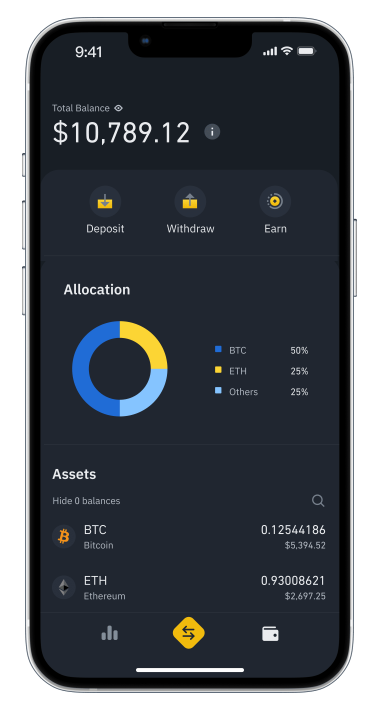 9:41
Total Balance
$10,789.12
Deposit Withdraw Earn
Allocation
BTC 50%
ETH 25%
Others 25%
Assets
Hide 0 balances
BTC 0.12544186
Bitcoin $5,394.52
ETH 0.93008621
Ethereum $2,697.25